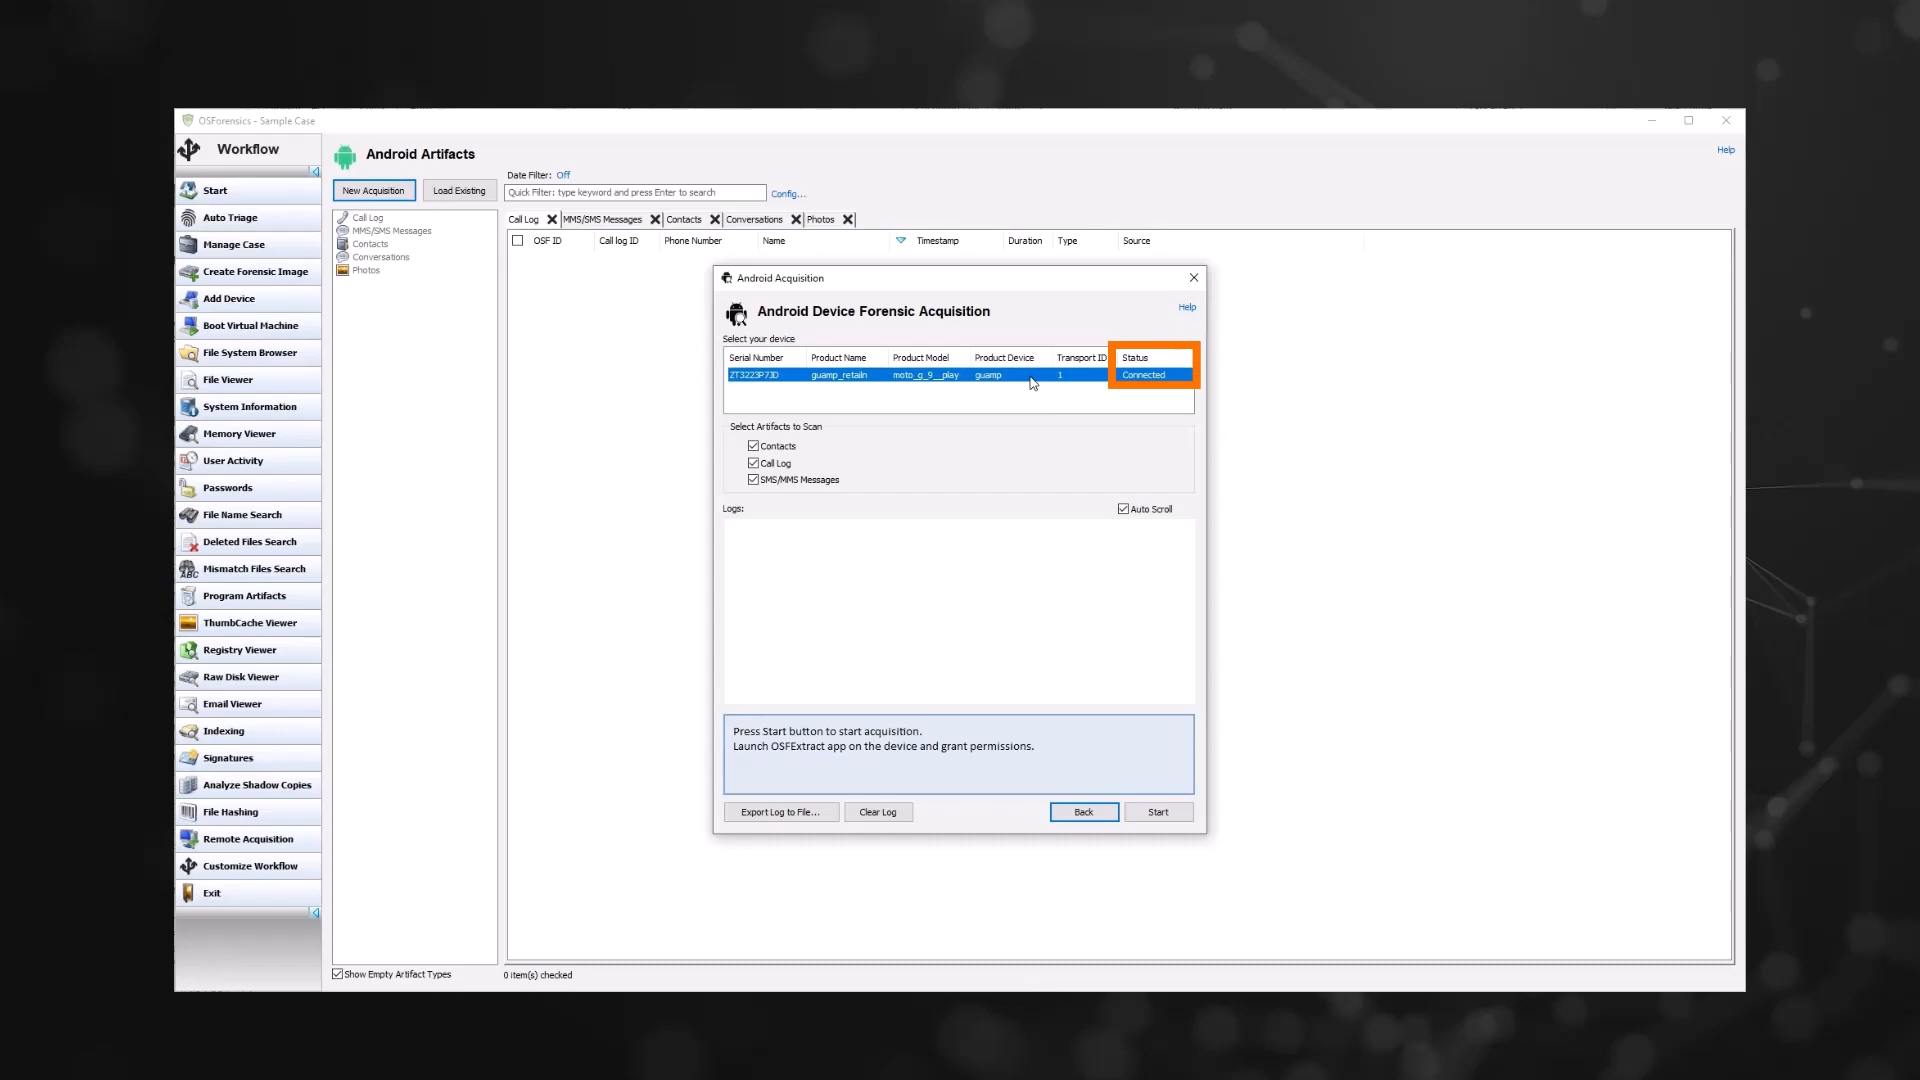 OSForensics - Sample Case
Workflow
Start
Auto Triage
Manage Case
Create Forensic Image
Add Device
Boot Virtual Machine
File System Browser
File Viewer
System Information
Memory Viewer
User Activity
Passwords
File Name Search
Deleted Files Search
Mismatch Files Search
Program Artifacts
ThumbCache Viewer
Registry Viewer
Raw Disk Viewer
Email Viewer
Indexing
Signatures
Analyze Shadow Copies
File Hashing
Remote Acquisition
Customize Workflow
Exit
Android Artifacts
Help
New Acquisition Load Existing
Date Filter: Off
Quick Filter: type keyword and press Enter to search Config...
Call Log
MMS/SMS Messages
Contacts
Conversations
Photos
Call Log MMS/SMS Messages Contacts Conversations Photos
OSF ID Call log ID Phone Number Name Timestamp Duration Type Source
Android Acquisition
Android Device Forensic Acquisition
Help
Select your device
Serial Number Product Name Product Model Product Device Transport ID Status
ZT3223P7JD guamp_retailn moto_g_9__play guamp 1 Connected
Select Artifacts to Scan
Contacts
Call Log
SMS/MMS Messages
Logs: Auto Scroll
Press Start button to start acquisition.
Launch OSFExtract app on the device and grant permissions.
Export Log to File... Clear Log Back Start
Show Empty Artifact Types 0 item(s) checked